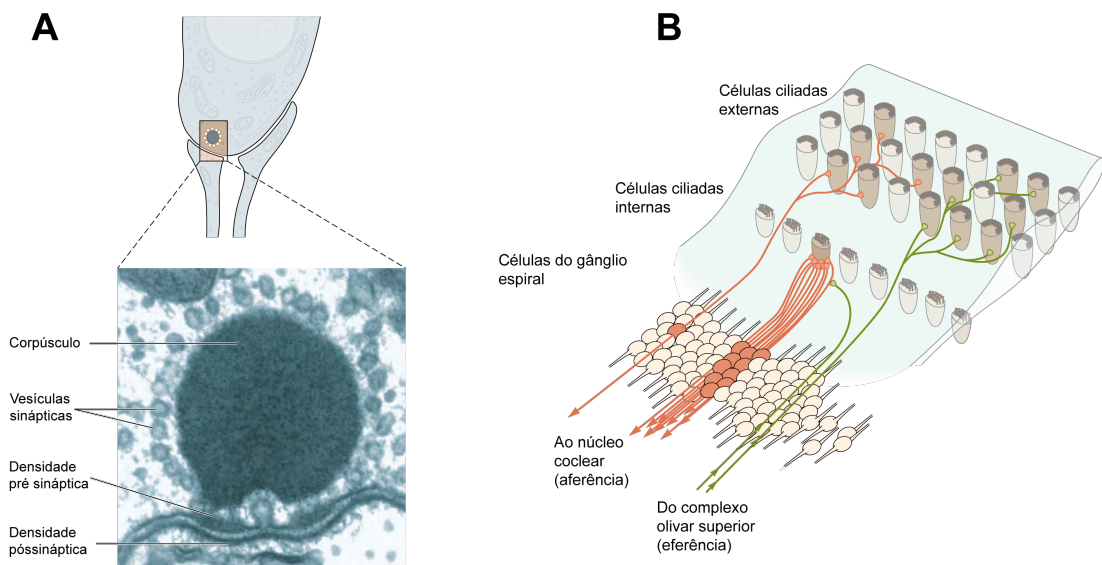 A
B
Corpúsculo
Vesículas
sinápticas
Densidade
pré sináptica
Densidade
póssináptica
Células ciliadas
externas
Células ciliadas
internas
Células do gânglio
espiral
Ao núcleo
coclear
(aferência)
Do complexo
olivar superior
(eferência)